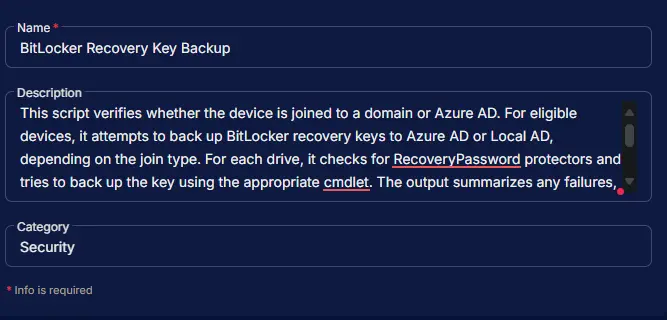 Name *
BitLocker Recovery Key Backup
Description
This script verifies whether the device is joined to a domain or Azure AD. For eligible
devices, it attempts to back up BitLocker recovery keys to Azure AD or Local AD,
depending on the join type. For each drive, it checks for RecoveryPassword protectors and
tries to back up the key using the appropriate cmdlet. The output summarizes any failures,
Category
Security
* Info is required